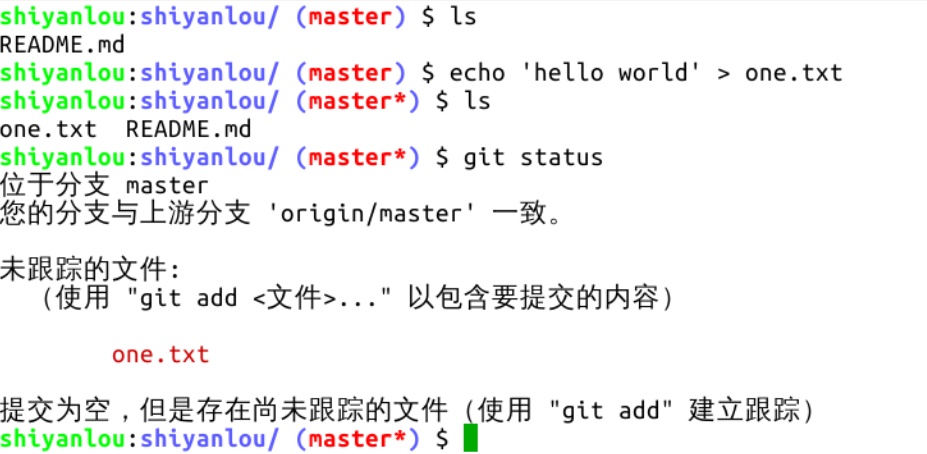 shiyanlou:shiyanlou/ (master) $ ls
README.md
shiyanlou:shiyanlou/ (master) $ echo 'hello world' > one.txt
shiyanlou:shiyanlou/ (master*) $ ls
one.txt  README.md
shiyanlou:shiyanlou/ (master*) $ git status
位于分支 master
您的分支与上游分支 'origin/master' 一致。
未跟踪的文件:
  （使用 "git add <文件>..." 以包含要提交的内容）
        one.txt
提交为空，但是存在尚未跟踪的文件（使用 "git add" 建立跟踪）
shiyanlou:shiyanlou/ (master*) $